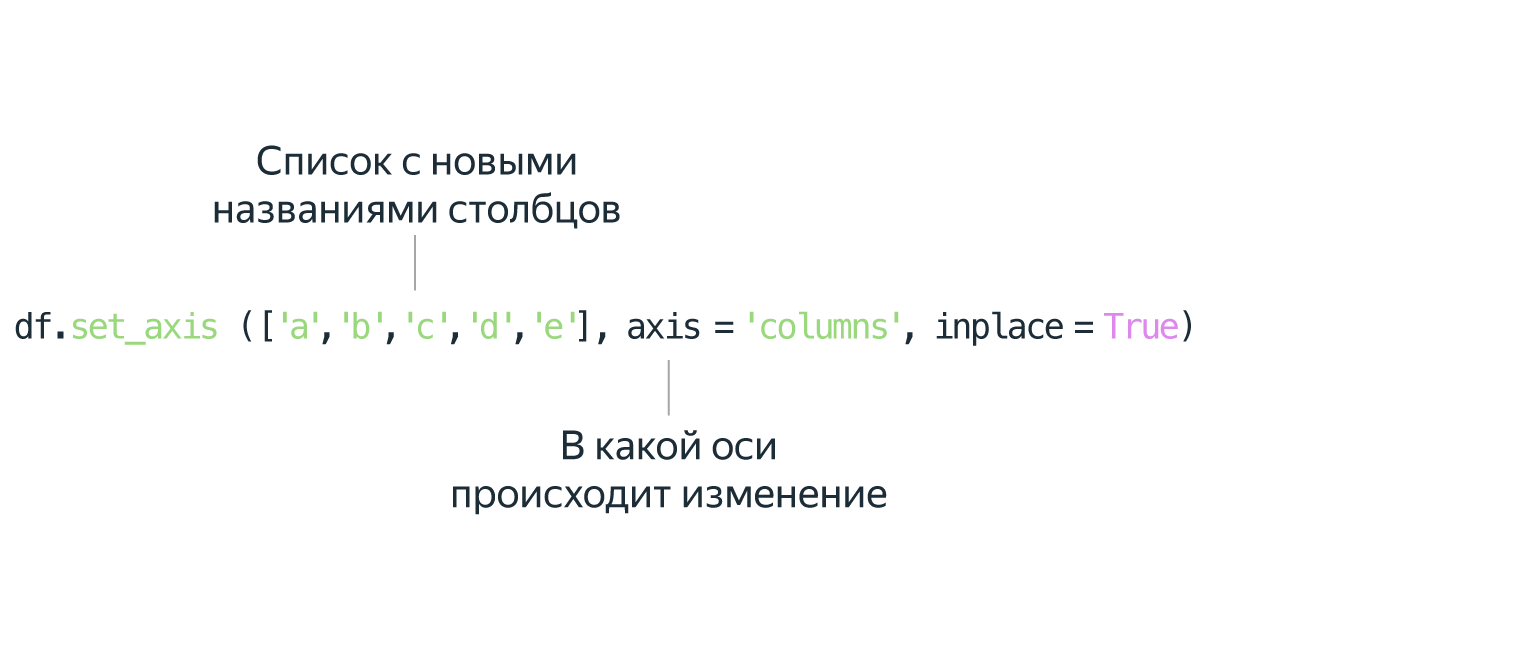 Список с новыми
названиями столбцов
df.set_axis (['a','b','c','d','e'], axis = 'columns', inplace = True)
В какой оси
происходит изменение